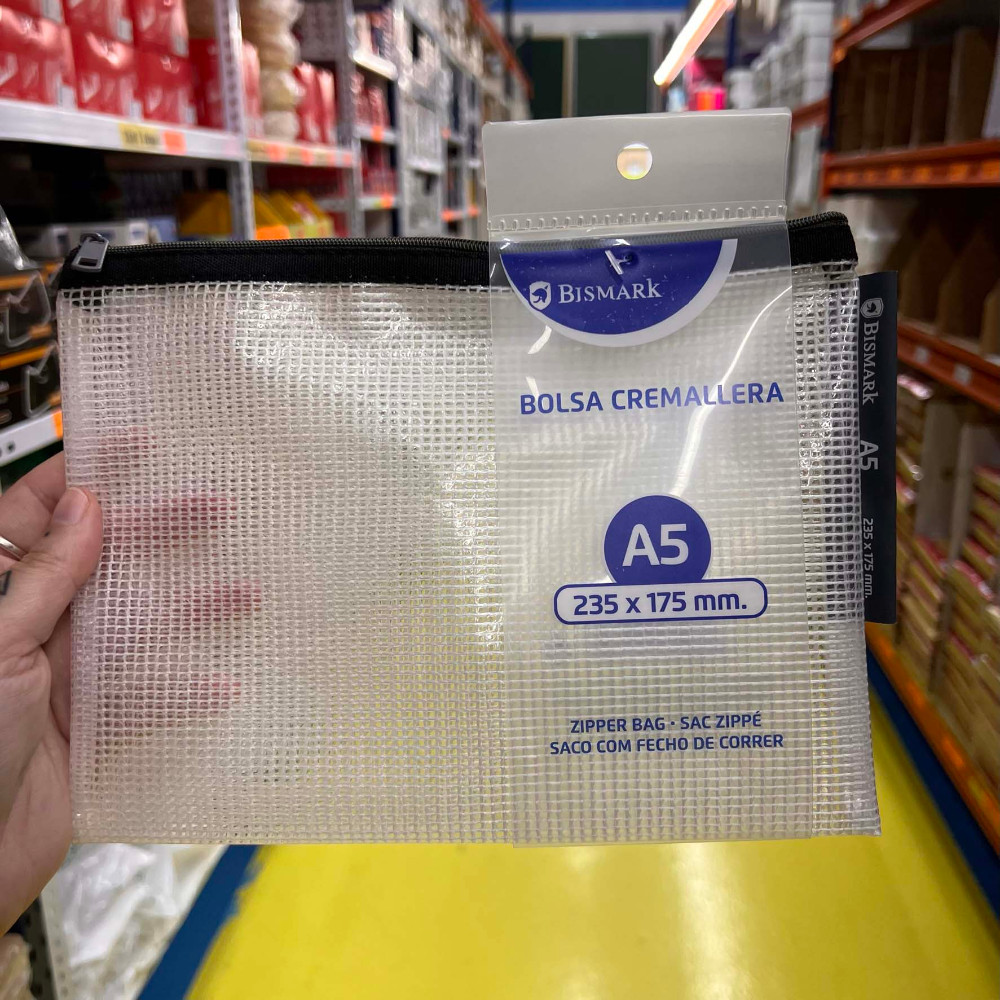 BISMARK
BOLSA CREMALLERA
A5
235 x 175 mm.
ZIPPER BAG · SAC ZIPPÉ
SACO COM FECHO DE CORRER
BISMARK A5 235 x 175 mm.